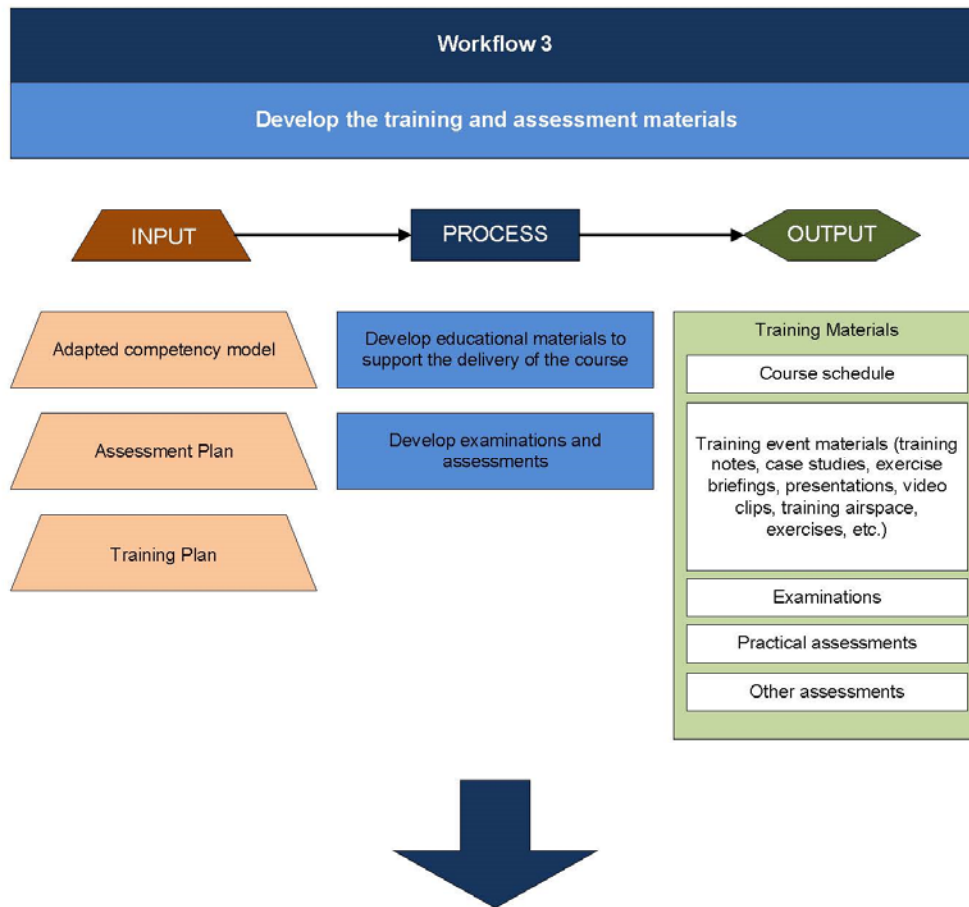 Workflow 3
Develop the training and assessment materials
INPUT
PROCESS
OUTPUT
Adapted competency model
Assessment Plan
Training Plan
Develop educational materials to
support the delivery of the course
Develop examinations and
assessments
Training Materials
Course schedule
Training event materials (training
notes, case studies, exercise
briefings, presentations, video
clips, training airspace,
exercises, etc.)
Examinations
Practical assessments
Other assessments